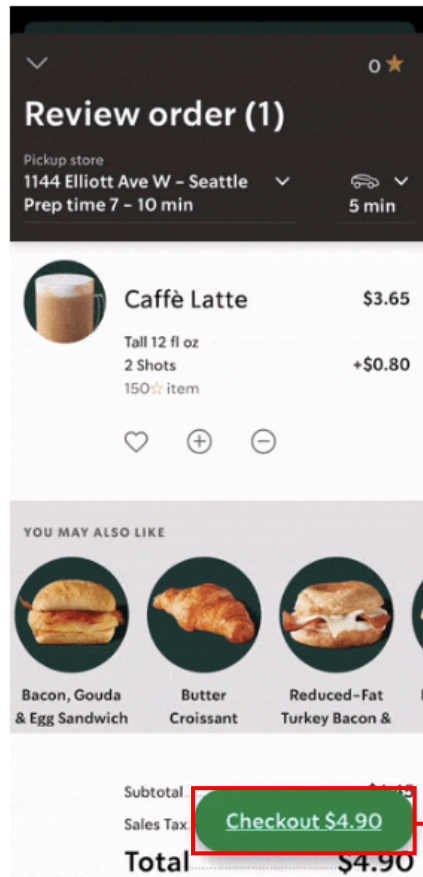 0
Review order (1)
Pickup store
1144 Elliott Ave W – Seattle
Prep time 7 – 10 min
5 min
Caffè Latte $3.65
Tall 12 fl oz
2 Shots +$0.80
150☆ item
YOU MAY ALSO LIKE
Bacon, Gouda
& Egg Sandwich
Butter
Croissant
Reduced-Fat
Turkey Bacon &
Subtotal
Sales Tax
Checkout $4.90
Total $4.90